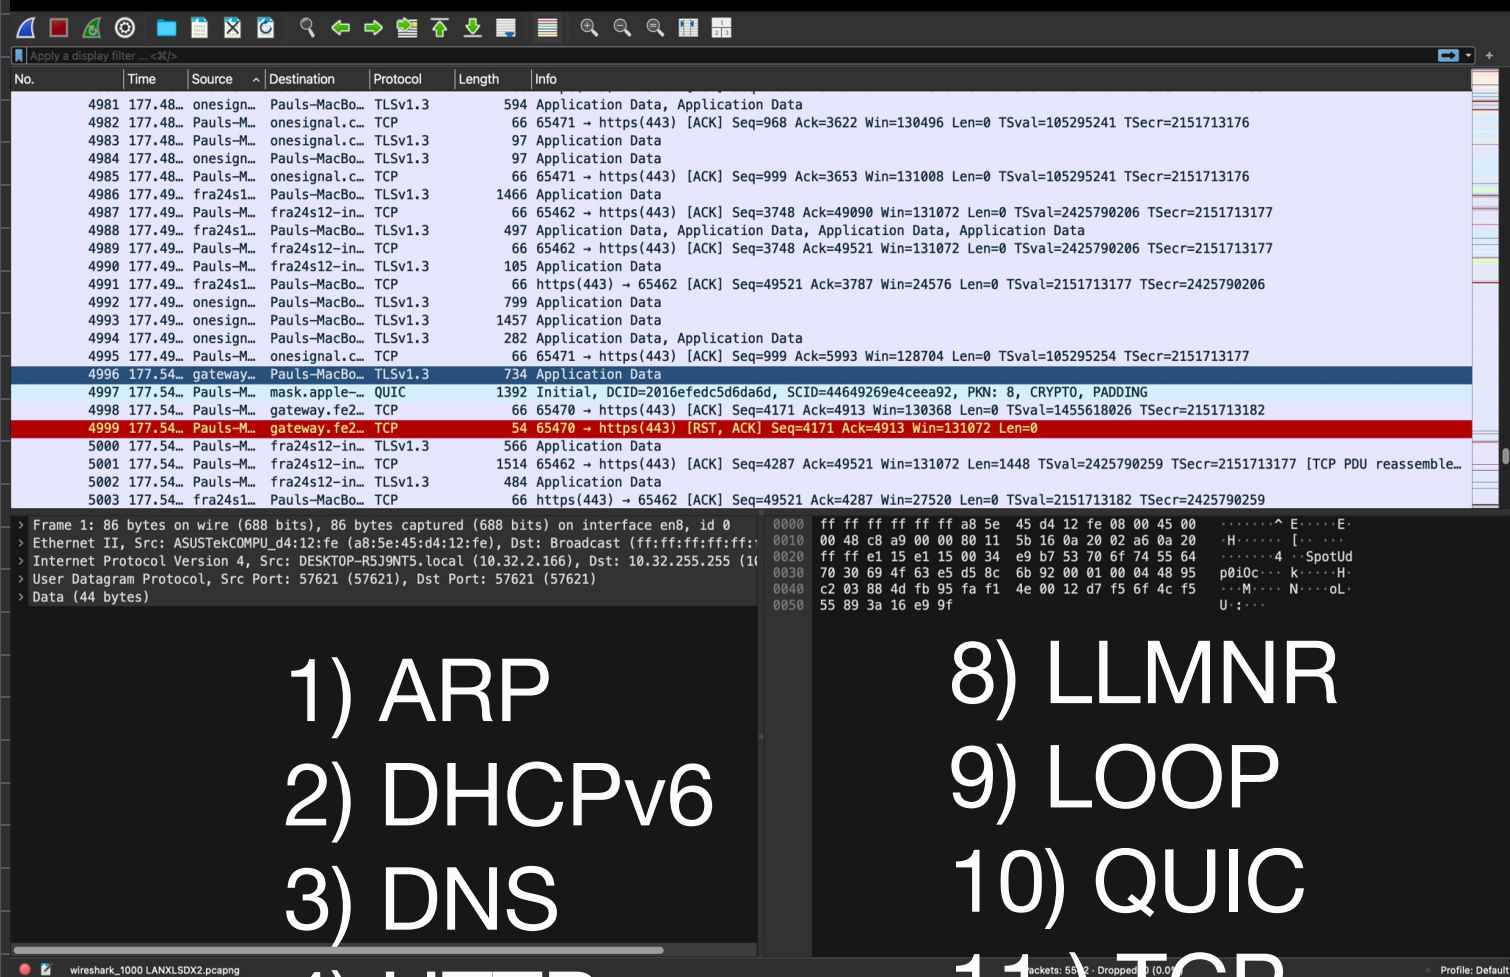 Apply a display filter ... <⌘/>
No. Time Source Destination Protocol Length Info
4981 177.48… onesign… Pauls-MacBo… TLSv1.3 594 Application Data, Application Data
4982 177.48… Pauls-M… onesignal.c… TCP 66 65471 → https(443) [ACK] Seq=968 Ack=3622 Win=130496 Len=0 TSval=105295241 TSecr=2151713176
4983 177.48… Pauls-M… onesignal.c… TLSv1.3 97 Application Data
4984 177.48… onesign… Pauls-MacBo… TLSv1.3 97 Application Data
4985 177.48… Pauls-M… onesignal.c… TCP 66 65471 → https(443) [ACK] Seq=999 Ack=3653 Win=131008 Len=0 TSval=105295241 TSecr=2151713176
4986 177.49… fra24s1… Pauls-MacBo… TLSv1.3 1466 Application Data
4987 177.49… Pauls-M… fra24s12-in… TCP 66 65462 → https(443) [ACK] Seq=3748 Ack=49090 Win=131072 Len=0 TSval=2425790206 TSecr=2151713177
4988 177.49… fra24s1… Pauls-MacBo… TLSv1.3 497 Application Data, Application Data, Application Data, Application Data
4989 177.49… Pauls-M… fra24s12-in… TCP 66 65462 → https(443) [ACK] Seq=3748 Ack=49521 Win=131072 Len=0 TSval=2425790206 TSecr=2151713177
4990 177.49… Pauls-M… fra24s12-in… TLSv1.3 105 Application Data
4991 177.49… fra24s1… Pauls-MacBo… TCP 66 https(443) → 65462 [ACK] Seq=49521 Ack=3787 Win=24576 Len=0 TSval=2151713177 TSecr=2425790206
4992 177.49… onesign… Pauls-MacBo… TLSv1.3 799 Application Data
4993 177.49… onesign… Pauls-MacBo… TLSv1.3 1457 Application Data
4994 177.49… onesign… Pauls-MacBo… TLSv1.3 282 Application Data, Application Data
4995 177.49… Pauls-M… onesignal.c… TCP 66 65471 → https(443) [ACK] Seq=999 Ack=5993 Win=128704 Len=0 TSval=105295254 TSecr=2151713177
4996 177.54… gateway… Pauls-MacBo… TLSv1.3 734 Application Data
4997 177.54… Pauls-M… mask.apple-… QUIC 1392 Initial, DCID=2016efedc5d6da6d, SCID=44649269e4ceea92, PKN: 8, CRYPTO, PADDING
4998 177.54… Pauls-M… gateway.fe2… TCP 66 65470 → https(443) [ACK] Seq=4171 Ack=4913 Win=130368 Len=0 TSval=1455618026 TSecr=2151713182
4999 177.54… Pauls-M… gateway.fe2… TCP 54 65470 → https(443) [RST, ACK] Seq=4171 Ack=4913 Win=131072 Len=0
5000 177.54… Pauls-M… fra24s12-in… TLSv1.3 566 Application Data
5001 177.54… Pauls-M… fra24s12-in… TCP 1514 65462 → https(443) [ACK] Seq=4287 Ack=49521 Win=131072 Len=1448 TSval=2425790259 TSecr=2151713177 [TCP PDU reassemble…
5002 177.54… Pauls-M… fra24s12-in… TLSv1.3 484 Application Data
5003 177.54… fra24s1… Pauls-MacBo… TCP 66 https(443) → 65462 [ACK] Seq=49521 Ack=4287 Win=27520 Len=0 TSval=2151713182 TSecr=2425790259
> Frame 1: 86 bytes on wire (688 bits), 86 bytes captured (688 bits) on interface en8, id 0
> Ethernet II, Src: ASUSTekCOMPU_d4:12:fe (a8:5e:45:d4:12:fe), Dst: Broadcast (ff:ff:ff:ff:ff:
> Internet Protocol Version 4, Src: DESKTOP-R5J9NT5.local (10.32.2.166), Dst: 10.32.255.255 (10
> User Datagram Protocol, Src Port: 57621 (57621), Dst Port: 57621 (57621)
> Data (44 bytes)
0000 ff ff ff ff ff ff a8 5e 45 d4 12 fe 08 00 45 00 ·······^ E·····E·
0010 00 48 c8 a9 00 00 80 11 5b 16 0a 20 02 a6 0a 20 ·H······ [·· ···
0020 ff ff e1 15 e1 15 00 34 e9 b7 53 70 6f 74 55 64 ·······4 ··SpotUd
0030 70 30 69 4f 63 e5 d5 8c 6b 92 00 01 00 04 48 95 p0iOc··· k·····H·
0040 c2 03 88 4d fb 95 fa f1 4e 00 12 d7 f5 6f 4c f5 ···M···· N····oL·
0050 55 89 3a 16 e9 9f U·:···
1) ARP
2) DHCPv6
3) DNS
8) LLMNR
9) LOOP
10) QUIC
11) TCP
wireshark_1000 LANXLSDX2.pcapng
Profile: Default